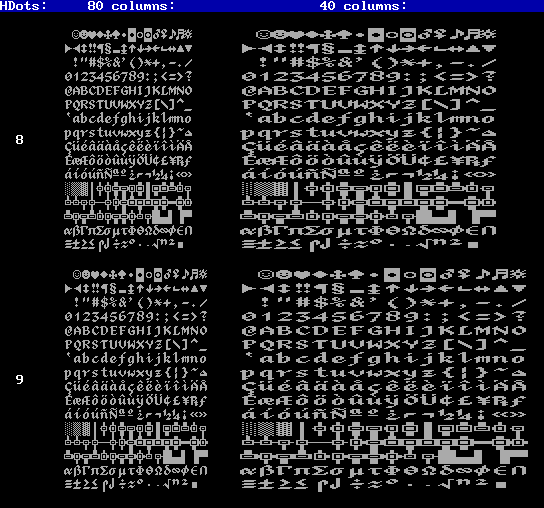 HDots: 80 columns: 40 columns:
8
☺☻♥♦♣♠•◘○◙♂♀♪♫☼
►◄↕‼¶§▬↨↑↓→←∟↔▲▼
!"#$%&'()*+,-./
0123456789:;<=>?
@ABCDEFGHIJKLMNO
PQRSTUVWXYZ[\]^_
`abcdefghijklmno
pqrstuvwxyz{|}~⌂
ÇüéâäàåçêëèïîìÄÅ
ÉæÆôöòûùÿÖÜ¢£¥₧ƒ
áíóúñÑªº¿⌐¬½¼¡«»
░▒▓│┤╡╢╖╕╣║╗╝╜╛┐
└┴┬├─┼╞╟╚╔╩╦╠═╬╧
╨╤╥╙╘╒╓╫╪┘┌█▄▌▐▀
αßΓπΣσµτΦΘΩδ∞φε∩
≡±≥≤⌠⌡÷≈°∙·√ⁿ²■
☺☻♥♦♣♠•◘○◙♂♀♪♫☼
►◄↕‼¶§▬↨↑↓→←∟↔▲▼
!"#$%&'()*+,-./
0123456789:;<=>?
@ABCDEFGHIJKLMNO
PQRSTUVWXYZ[\]^_
`abcdefghijklmno
pqrstuvwxyz{|}~⌂
ÇüéâäàåçêëèïîìÄÅ
ÉæÆôöòûùÿÖÜ¢£¥₧ƒ
áíóúñÑªº¿⌐¬½¼¡«»
░▒▓│┤╡╢╖╕╣║╗╝╜╛┐
└┴┬├─┼╞╟╚╔╩╦╠═╬╧
╨╤╥╙╘╒╓╫╪┘┌█▄▌▐▀
αßΓπΣσµτΦΘΩδ∞φε∩
≡±≥≤⌠⌡÷≈°∙·√ⁿ²■
9
☺☻♥♦♣♠•◘○◙♂♀♪♫☼
►◄↕‼¶§▬↨↑↓→←∟↔▲▼
!"#$%&'()*+,-./
0123456789:;<=>?
@ABCDEFGHIJKLMNO
PQRSTUVWXYZ[\]^_
`abcdefghijklmno
pqrstuvwxyz{|}~⌂
ÇüéâäàåçêëèïîìÄÅ
ÉæÆôöòûùÿÖÜ¢£¥₧ƒ
áíóúñÑªº¿⌐¬½¼¡«»
░▒▓│┤╡╢╖╕╣║╗╝╜╛┐
└┴┬├─┼╞╟╚╔╩╦╠═╬╧
╨╤╥╙╘╒╓╫╪┘┌█▄▌▐▀
αßΓπΣσµτΦΘΩδ∞φε∩
≡±≥≤⌠⌡÷≈°∙·√ⁿ²■
☺☻♥♦♣♠•◘○◙♂♀♪♫☼
►◄↕‼¶§▬↨↑↓→←∟↔▲▼
!"#$%&'()*+,-./
0123456789:;<=>?
@ABCDEFGHIJKLMNO
PQRSTUVWXYZ[\]^_
`abcdefghijklmno
pqrstuvwxyz{|}~⌂
ÇüéâäàåçêëèïîìÄÅ
ÉæÆôöòûùÿÖÜ¢£¥₧ƒ
áíóúñÑªº¿⌐¬½¼¡«»
░▒▓│┤╡╢╖╕╣║╗╝╜╛┐
└┴┬├─┼╞╟╚╔╩╦╠═╬╧
╨╤╥╙╘╒╓╫╪┘┌█▄▌▐▀
αßΓπΣσµτΦΘΩδ∞φε∩
≡±≥≤⌠⌡÷≈°∙·√ⁿ²■